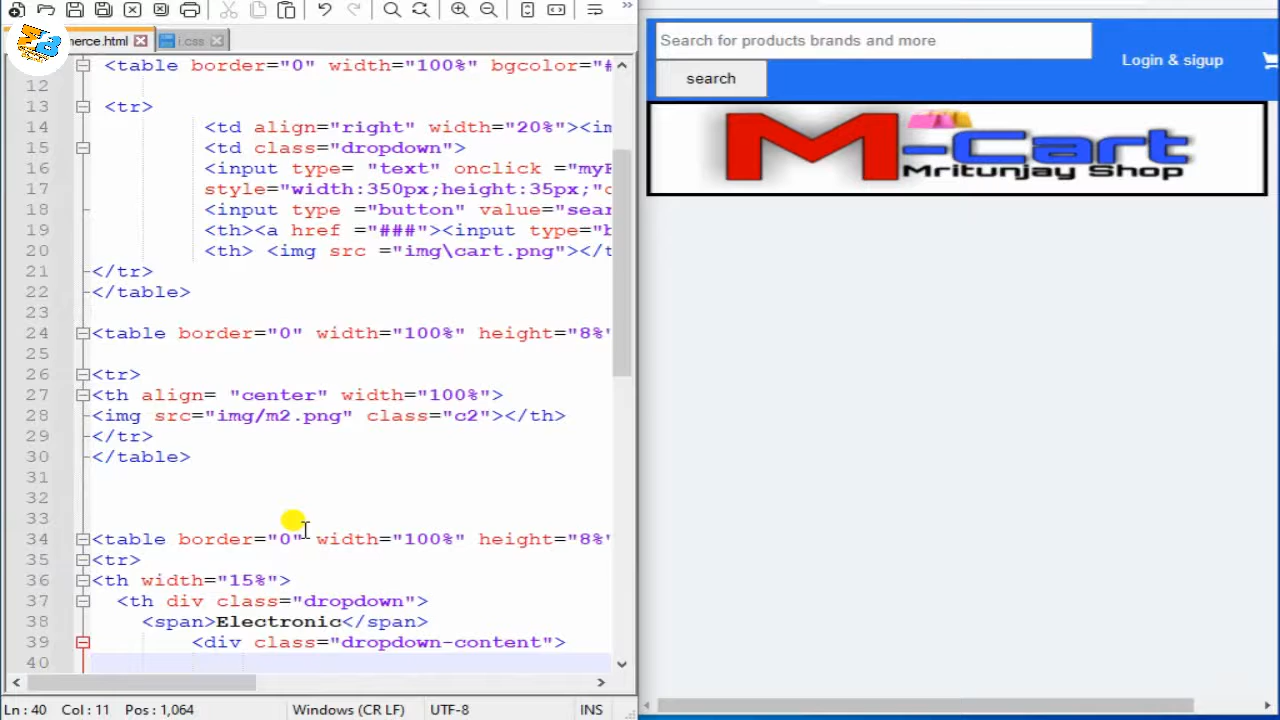 merce.html
i.css
<table border="0" width="100%" bgcolor="#
12
13 <tr>
14 <td align="right" width="20%"><im
15 <td class="dropdown">
16 <input type= "text" onclick ="myF
17 style="width:350px;height:35px;"c
18 <input type ="button" value="sear
19 <th><a href ="###"><input type="b
20 <th> <img src ="img\cart.png"></t
21 </tr>
22 </table>
23
24 <table border="0" width="100%" height="8%"
25
26 <tr>
27 <th align= "center" width="100%">
28 <img src="img/m2.png" class="c2"></th>
29 </tr>
30 </table>
31
32
33
34 <table border="0" width="100%" height="8%"
35 <tr>
36 <th width="15%">
37 <th div class="dropdown">
38 <span>Electronic</span>
39 <div class="dropdown-content">
40
Ln : 40 Col : 11 Pos : 1,064 Windows (CR LF) UTF-8 INS
Search for products brands and more
search
Login & sigup
M-Cart
Mritunjay Shop